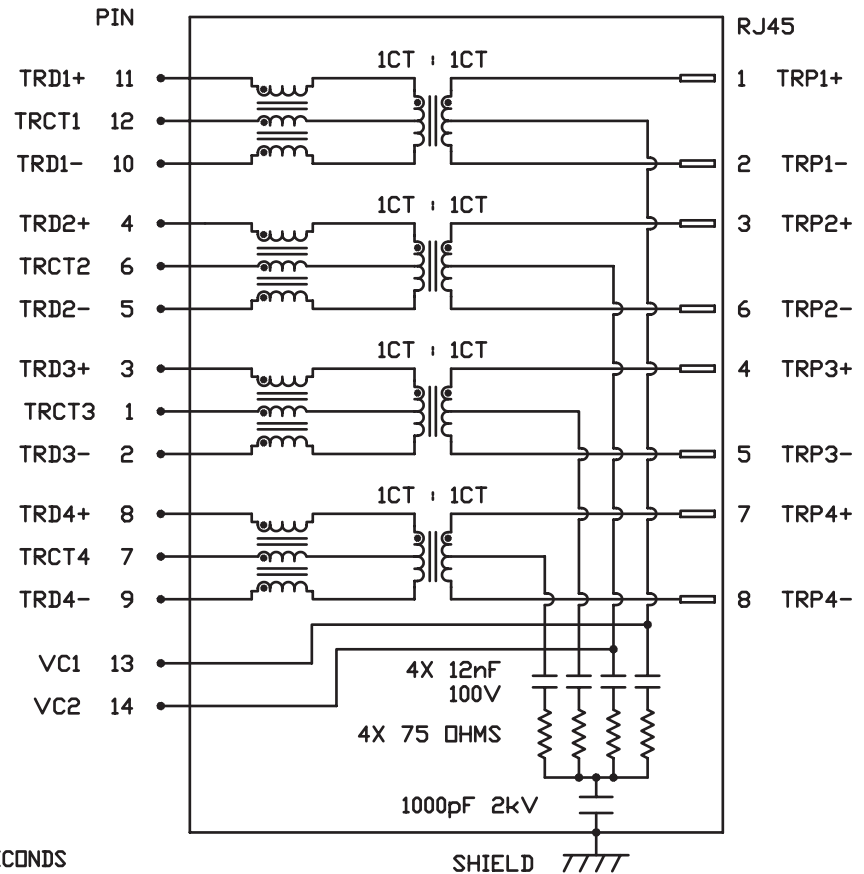 PIN
RJ45
1CT : 1CT
TRD1+ 11
1 TRP1+
TRCT1 12
TRD1- 10
2 TRP1-
1CT : 1CT
TRD2+ 4
3 TRP2+
TRCT2 6
TRD2- 5
6 TRP2-
1CT : 1CT
TRD3+ 3
4 TRP3+
TRCT3 1
TRD3- 2
5 TRP3-
1CT : 1CT
TRD4+ 8
7 TRP4+
TRCT4 7
TRD4- 9
8 TRP4-
VC1 13
4X 12nF
100V
VC2 14
4X 75 OHMS
1000pF 2kV
SHIELD